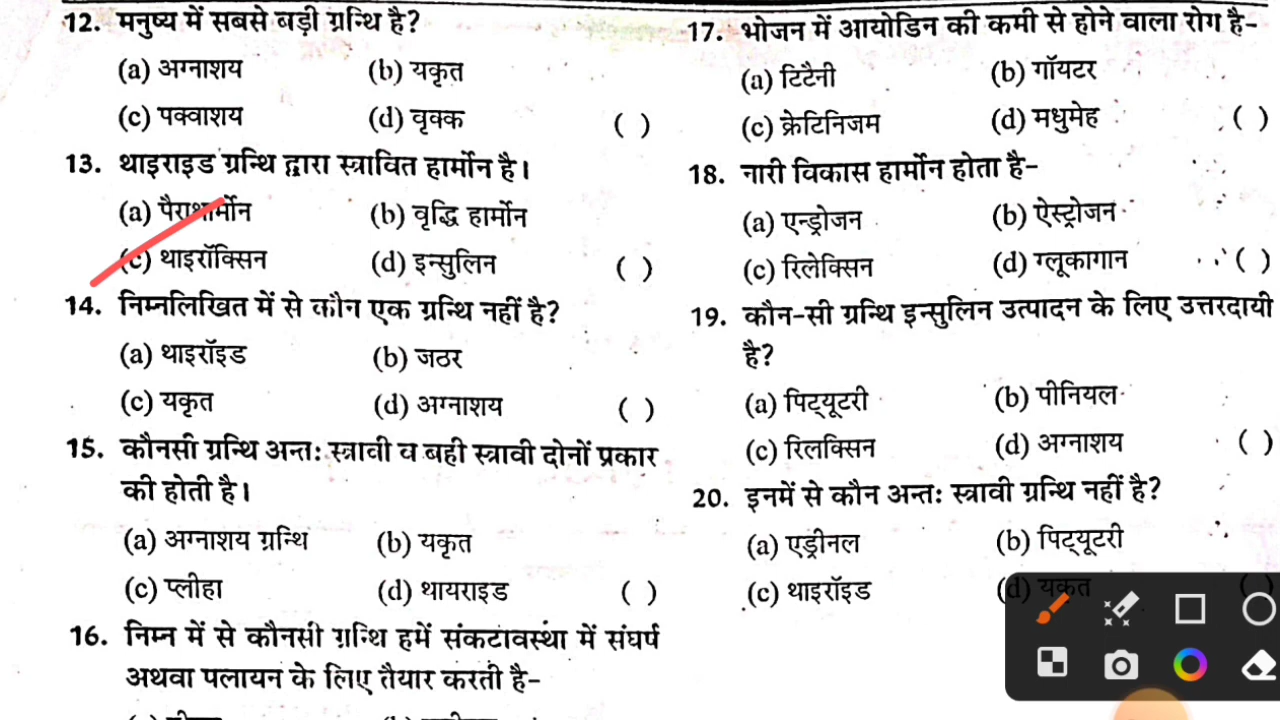 12. मनुष्य में सबसे बड़ी ग्रन्थि है?
(a) अग्नाशय (b) यकृत
(c) पक्वाशय (d) वृक्क ( )
13. थाइराइड ग्रन्थि द्वारा स्त्रावित हार्मोन है।
(a) पैराथार्मोन (b) वृद्धि हार्मोन
(c) थाइरॉक्सिन (d) इन्सुलिन ( )
14. निम्नलिखित में से कौन एक ग्रन्थि नहीं है?
(a) थाइरॉइड (b) जठर
(c) यकृत (d) अग्नाशय ( )
15. कौनसी ग्रन्थि अन्तः स्त्रावी व बही स्त्रावी दोनों प्रकार
की होती है।
(a) अग्नाशय ग्रन्थि (b) यकृत
(c) प्लीहा (d) थायराइड ( )
16. निम्न में से कौनसी ग्रन्थि हमें संकटावस्था में संघर्ष
अथवा पलायन के लिए तैयार करती है-
17. भोजन में आयोडिन की कमी से होने वाला रोग है-
(a) टिटैनी (b) गॉयटर
(c) क्रेटिनिजम (d) मधुमेह ( )
18. नारी विकास हार्मोन होता है-
(a) एन्ड्रोजन (b) ऐस्ट्रोजन
(c) रिलेक्सिन (d) ग्लूकागान ( )
19. कौन-सी ग्रन्थि इन्सुलिन उत्पादन के लिए उत्तरदायी
है?
(a) पिट्यूटरी (b) पीनियल
(c) रिलक्सिन (d) अग्नाशय ( )
20. इनमें से कौन अन्तः स्त्रावी ग्रन्थि नहीं है?
(a) एड्रीनल (b) पिट्यूटरी
(c) थाइरॉइड (d) यकृत ( )